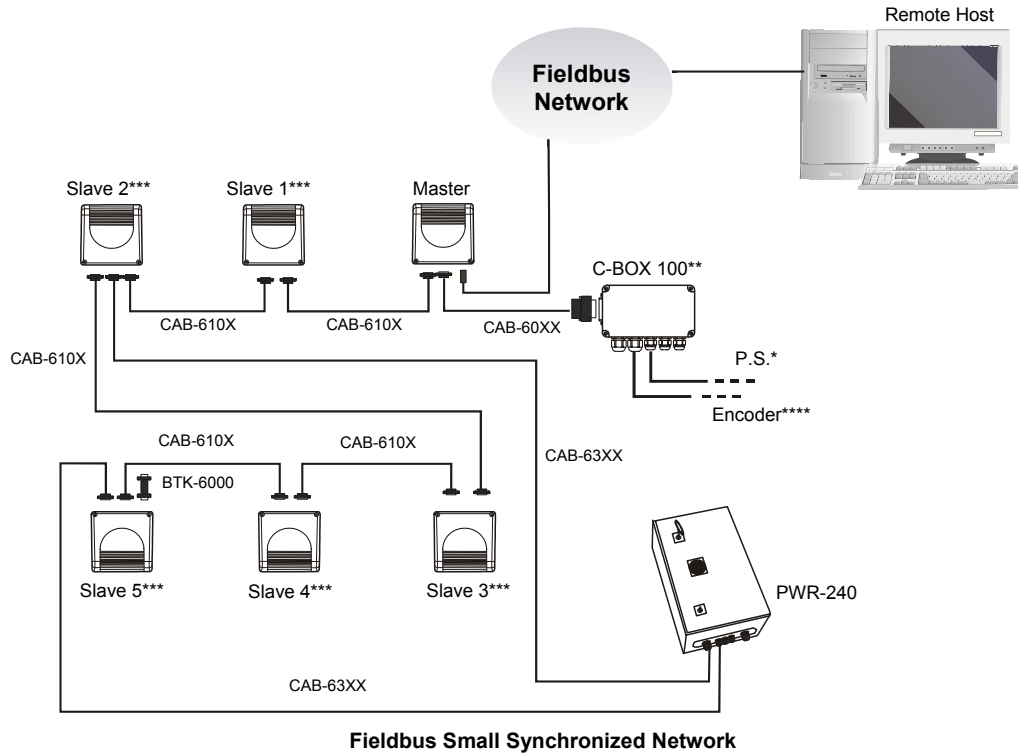 Remote Host
Fieldbus
Network
Slave 2***
Slave 1***
Master
C-BOX 100**
CAB-610X
CAB-610X
CAB-60XX
CAB-610X
P.S.*
Encoder****
CAB-610X
CAB-610X
CAB-63XX
BTK-6000
Slave 5***
Slave 4***
Slave 3***
PWR-240
CAB-63XX
Fieldbus Small Synchronized Network